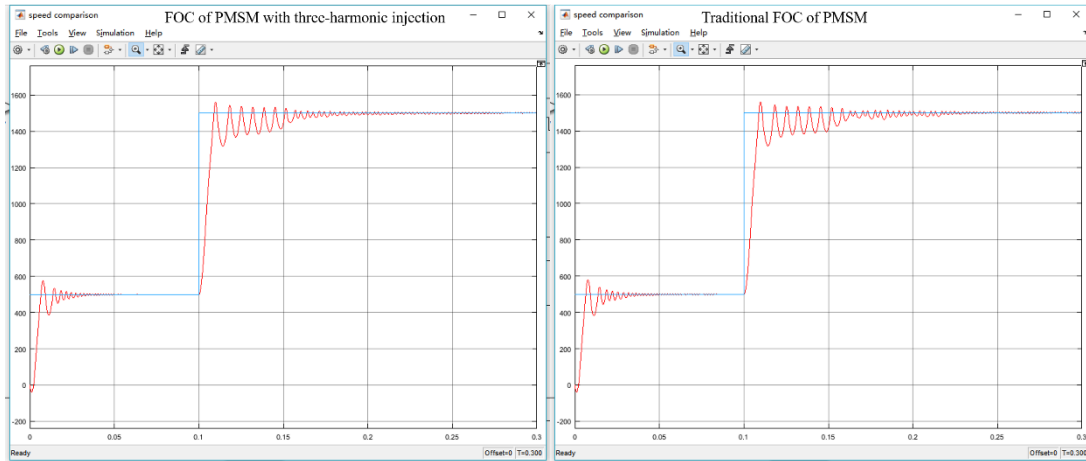 speed comparison
FOC of PMSM with three-harmonic injection
File Tools View Simulation Help
1600
1400
1200
1000
800
600
400
200
0
-200
0 0.05 0.1 0.15 0.2 0.25 0.3
Ready Offset=0 T=0.300
speed comparison
Traditional FOC of PMSM
File Tools View Simulation Help
1600
1400
1200
1000
800
600
400
200
0
-200
0 0.05 0.1 0.15 0.2 0.25 0.3
Ready Offset=0 T=0.300